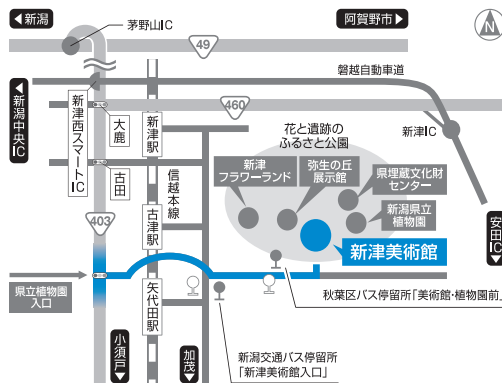 新潟
茅野山IC
49
阿賀野市
N
磐越自動車道
新潟中央IC
新潟西スマートIC
大鹿
古田
403
新津駅
460
信越本線
古津駅
矢代田駅
花と遺跡の
ふるさと公園
新津
フラワーランド
弥生の丘
展示館
県埋蔵文化財
センター
新潟県立
植物園
新津美術館
新津IC
安田IC
県立植物園
入口
秋葉区バス停留所「美術館・植物園前」
小須戸
加茂
新潟交通バス停留所
「新津美術館入口」